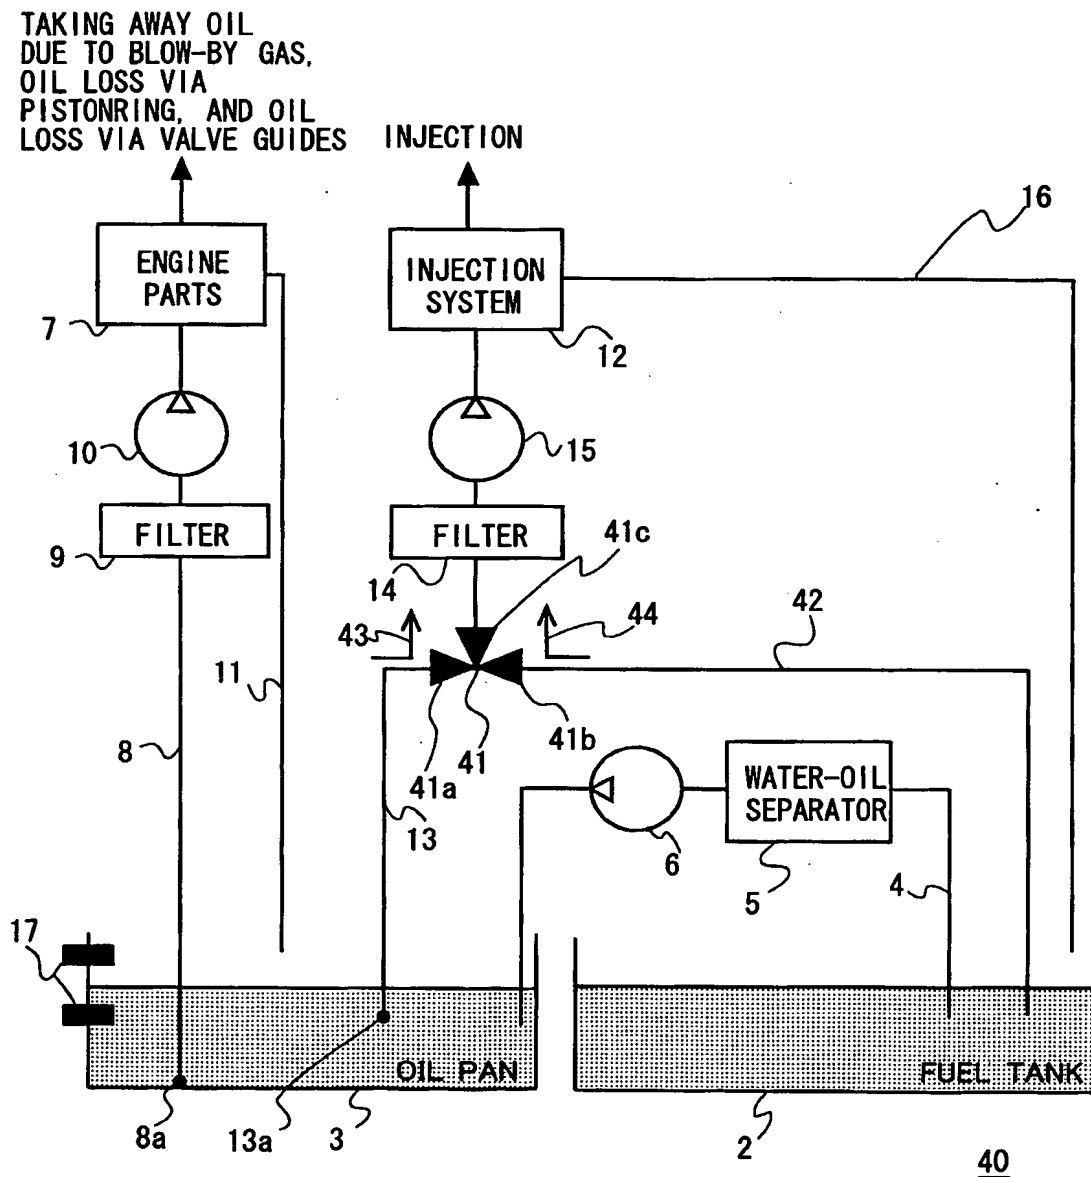 TAKING AWAY OIL
DUE TO BLOW-BY GAS,
OIL LOSS VIA
PISTONRING, AND OIL
LOSS VIA VALVE GUIDES
INJECTION
16
ENGINE
PARTS
INJECTION
SYSTEM
7
12
10
15
FILTER
FILTER
41c
9
14
43
44
42
11
8
41a
41
41b
13
WATER-OIL
SEPARATOR
6
5
4
17
OIL PAN
FUEL TANK
8a
13a
3
2
40